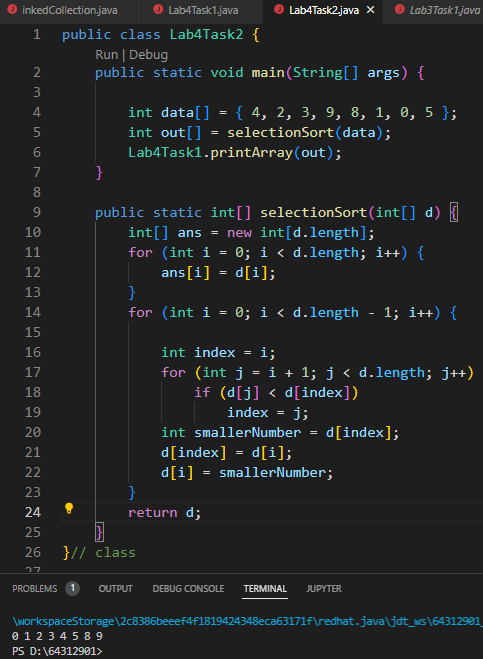 inkedCollection.java Lab4Task1.java Lab4Task2.java Lab3Task1.java
1 public class Lab4Task2 {
Run | Debug
2 public static void main(String[] args) {
3
4 int data[] = { 4, 2, 3, 9, 8, 1, 0, 5 };
5 int out[] = selectionSort(data);
6 Lab4Task1.printArray(out);
7 }
8
9 public static int[] selectionSort(int[] d) {
10 int[] ans = new int[d.length];
11 for (int i = 0; i < d.length; i++) {
12 ans[i] = d[i];
13 }
14 for (int i = 0; i < d.length - 1; i++) {
15
16 int index = i;
17 for (int j = i + 1; j < d.length; j++)
18 if (d[j] < d[index])
19 index = j;
20 int smallerNumber = d[index];
21 d[index] = d[i];
22 d[i] = smallerNumber;
23 }
24 return d;
25 }
26 }// class
27
PROBLEMS 1 OUTPUT DEBUG CONSOLE TERMINAL JUPYTER
\workspaceStorage\2c8386beeef4f1819424348eca63171f\redhat.java\jdt_ws\64312901_
0 1 2 3 4 5 8 9
PS D:\64312901>